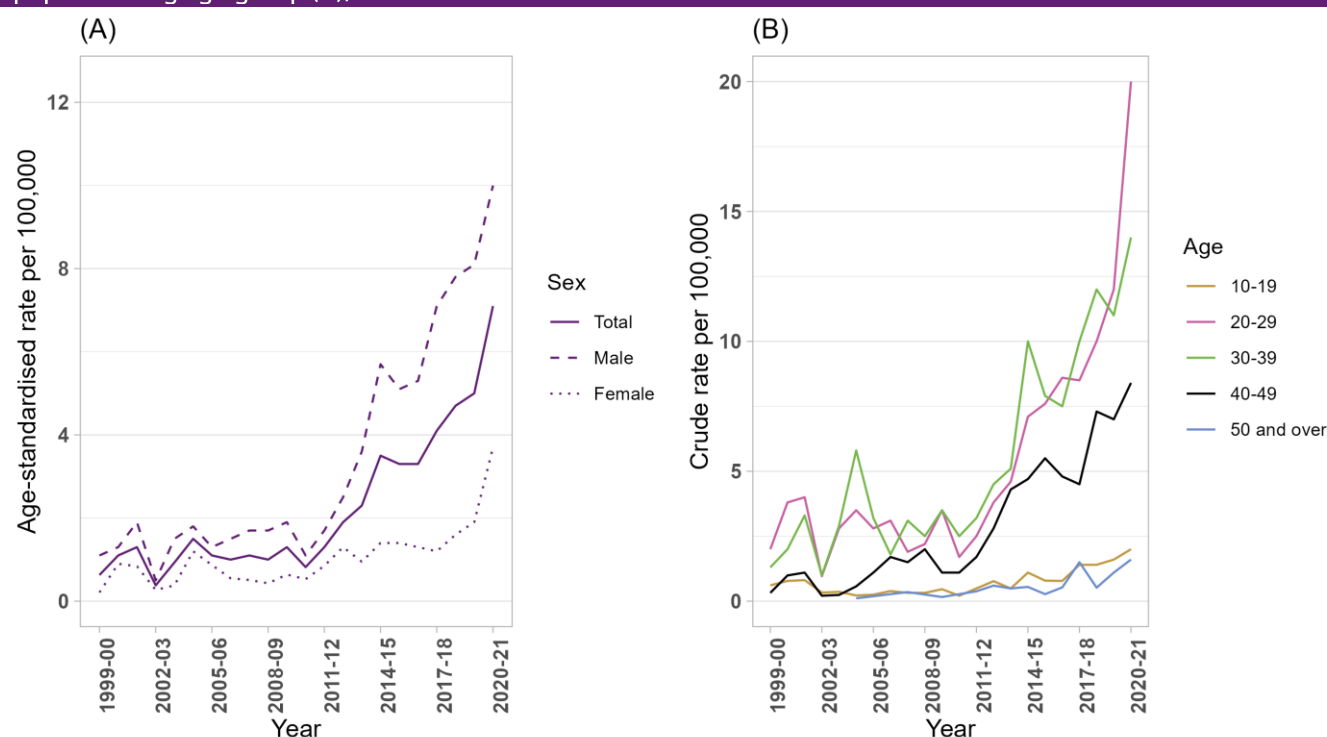 (A)
12
8
4
0
Age-standardised rate per 100,000
1999-00
2002-03
2005-06
2008-09
2011-12
2014-15
2017-18
2020-21
Year
Sex
Total
Male
Female
(B)
20
15
10
5
0
Crude rate per 100,000
1999-00
2002-03
2005-06
2008-09
2011-12
2014-15
2017-18
2020-21
Year
Age
10-19
20-29
30-39
40-49
50 and over